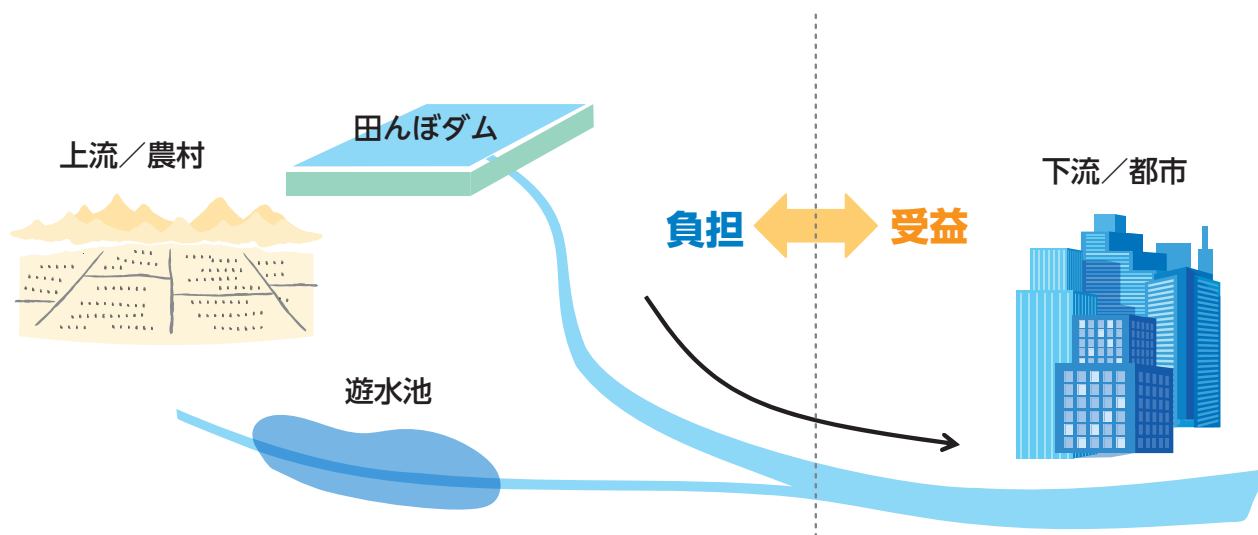 田んぼダム
上流／農村
下流／都市
負担
受益
遊水池